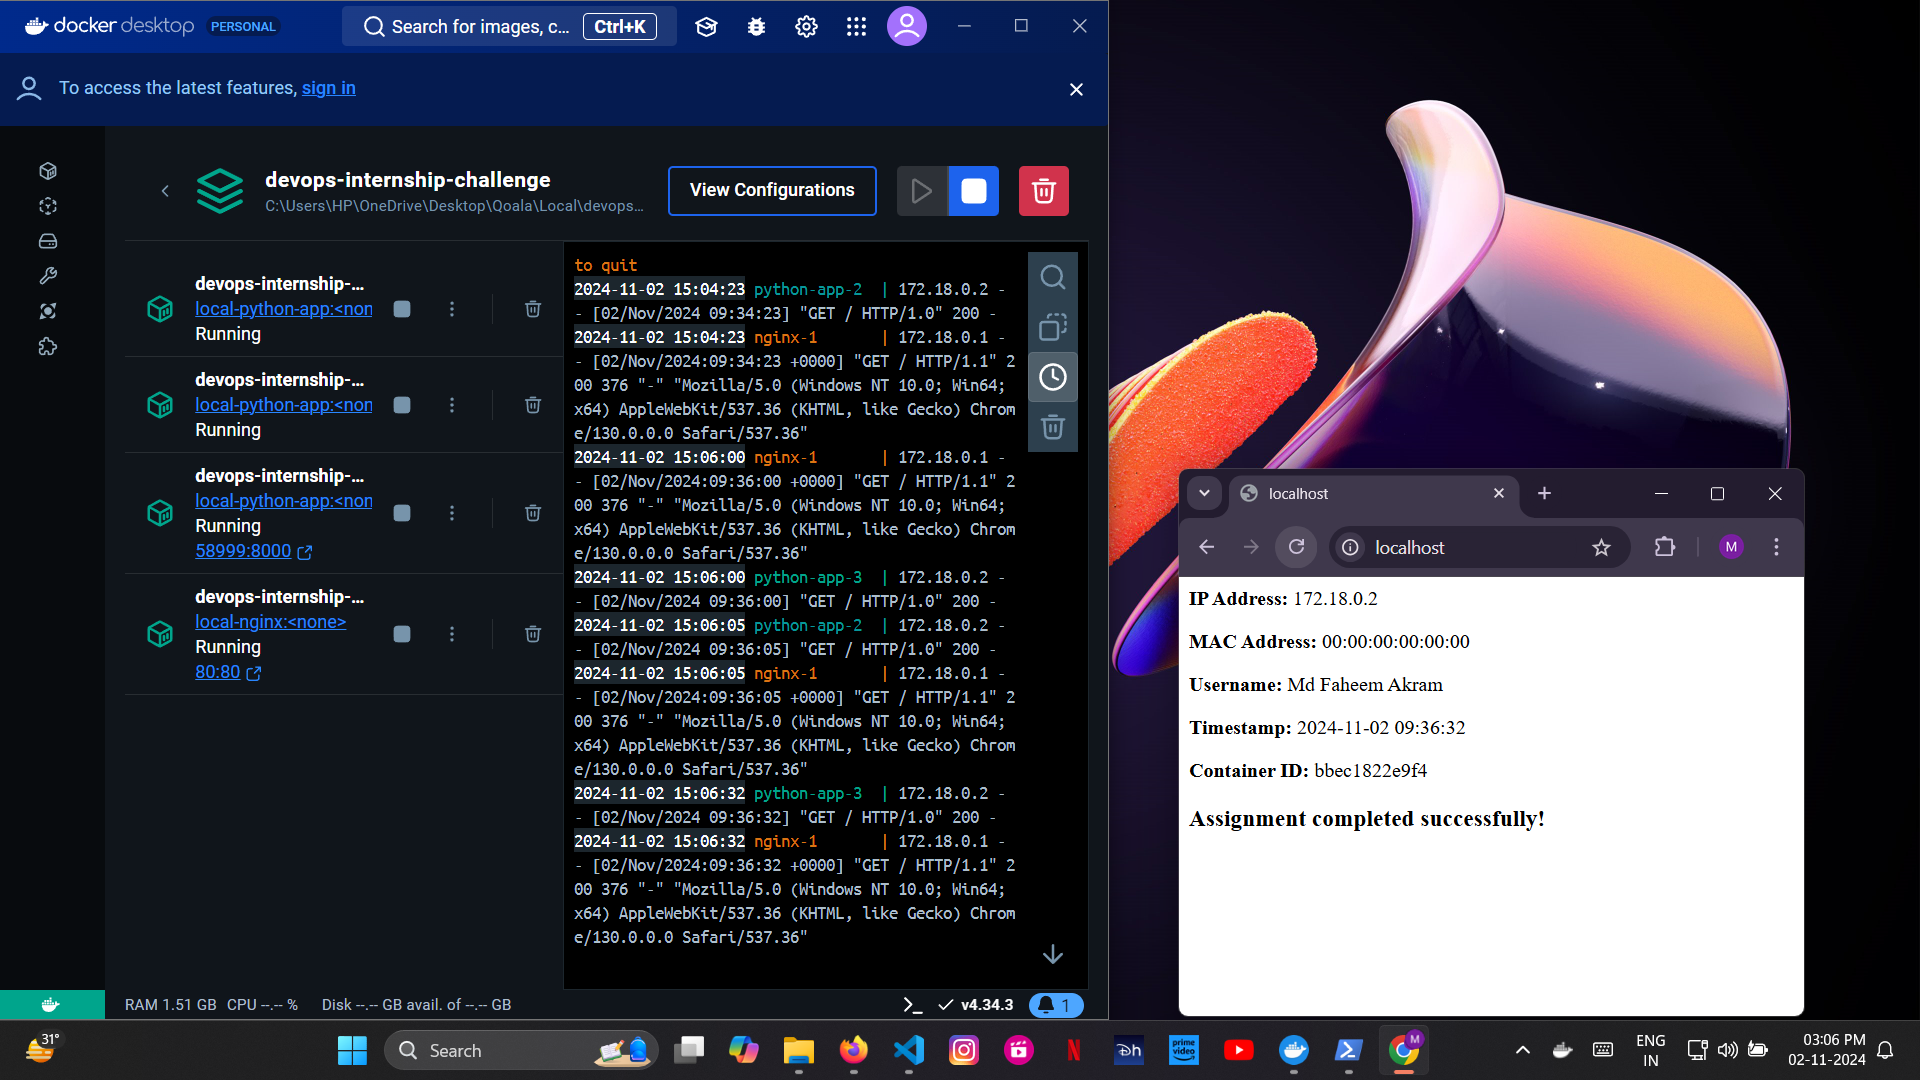 docker desktop PERSONAL
Search for images, c... Ctrl+K
To access the latest features, sign in
devops-internship-challenge
C:\Users\HP\OneDrive\Desktop\Qoala\Local\devops...
View Configurations
devops-internship-...
local-python-app:<non
Running
devops-internship-...
local-python-app:<non
Running
devops-internship-...
local-python-app:<non
Running
58999:8000
devops-internship-...
local-nginx:<none>
Running
80:80
to quit
2024-11-02 15:04:23 python-app-2 | 172.18.0.2 -
- [02/Nov/2024 09:34:23] "GET / HTTP/1.0" 200 -
2024-11-02 15:04:23 nginx-1 | 172.18.0.1 -
- [02/Nov/2024:09:34:23 +0000] "GET / HTTP/1.1" 2
00 376 "-" "Mozilla/5.0 (Windows NT 10.0; Win64;
x64) AppleWebKit/537.36 (KHTML, like Gecko) Chrom
e/130.0.0.0 Safari/537.36"
2024-11-02 15:06:00 nginx-1 | 172.18.0.1 -
- [02/Nov/2024:09:36:00 +0000] "GET / HTTP/1.1" 2
00 376 "-" "Mozilla/5.0 (Windows NT 10.0; Win64;
x64) AppleWebKit/537.36 (KHTML, like Gecko) Chrom
e/130.0.0.0 Safari/537.36"
2024-11-02 15:06:00 python-app-3 | 172.18.0.2 -
- [02/Nov/2024 09:36:00] "GET / HTTP/1.0" 200 -
2024-11-02 15:06:05 python-app-2 | 172.18.0.2 -
- [02/Nov/2024 09:36:05] "GET / HTTP/1.0" 200 -
2024-11-02 15:06:05 nginx-1 | 172.18.0.1 -
- [02/Nov/2024:09:36:05 +0000] "GET / HTTP/1.1" 2
00 376 "-" "Mozilla/5.0 (Windows NT 10.0; Win64;
x64) AppleWebKit/537.36 (KHTML, like Gecko) Chrom
e/130.0.0.0 Safari/537.36"
2024-11-02 15:06:32 python-app-3 | 172.18.0.2 -
- [02/Nov/2024 09:36:32] "GET / HTTP/1.0" 200 -
2024-11-02 15:06:32 nginx-1 | 172.18.0.1 -
- [02/Nov/2024:09:36:32 +0000] "GET / HTTP/1.1" 2
00 376 "-" "Mozilla/5.0 (Windows NT 10.0; Win64;
x64) AppleWebKit/537.36 (KHTML, like Gecko) Chrom
e/130.0.0.0 Safari/537.36"
RAM 1.51 GB CPU --.-- % Disk --.-- GB avail. of --.-- GB
v4.34.3
1
localhost
localhost
M
IP Address: 172.18.0.2
MAC Address: 00:00:00:00:00:00
Username: Md Faheem Akram
Timestamp: 2024-11-02 09:36:32
Container ID: bbec1822e9f4
Assignment completed successfully!
31°
Search
N
Dh
prime video
M
ENG
IN
03:06 PM
02-11-2024